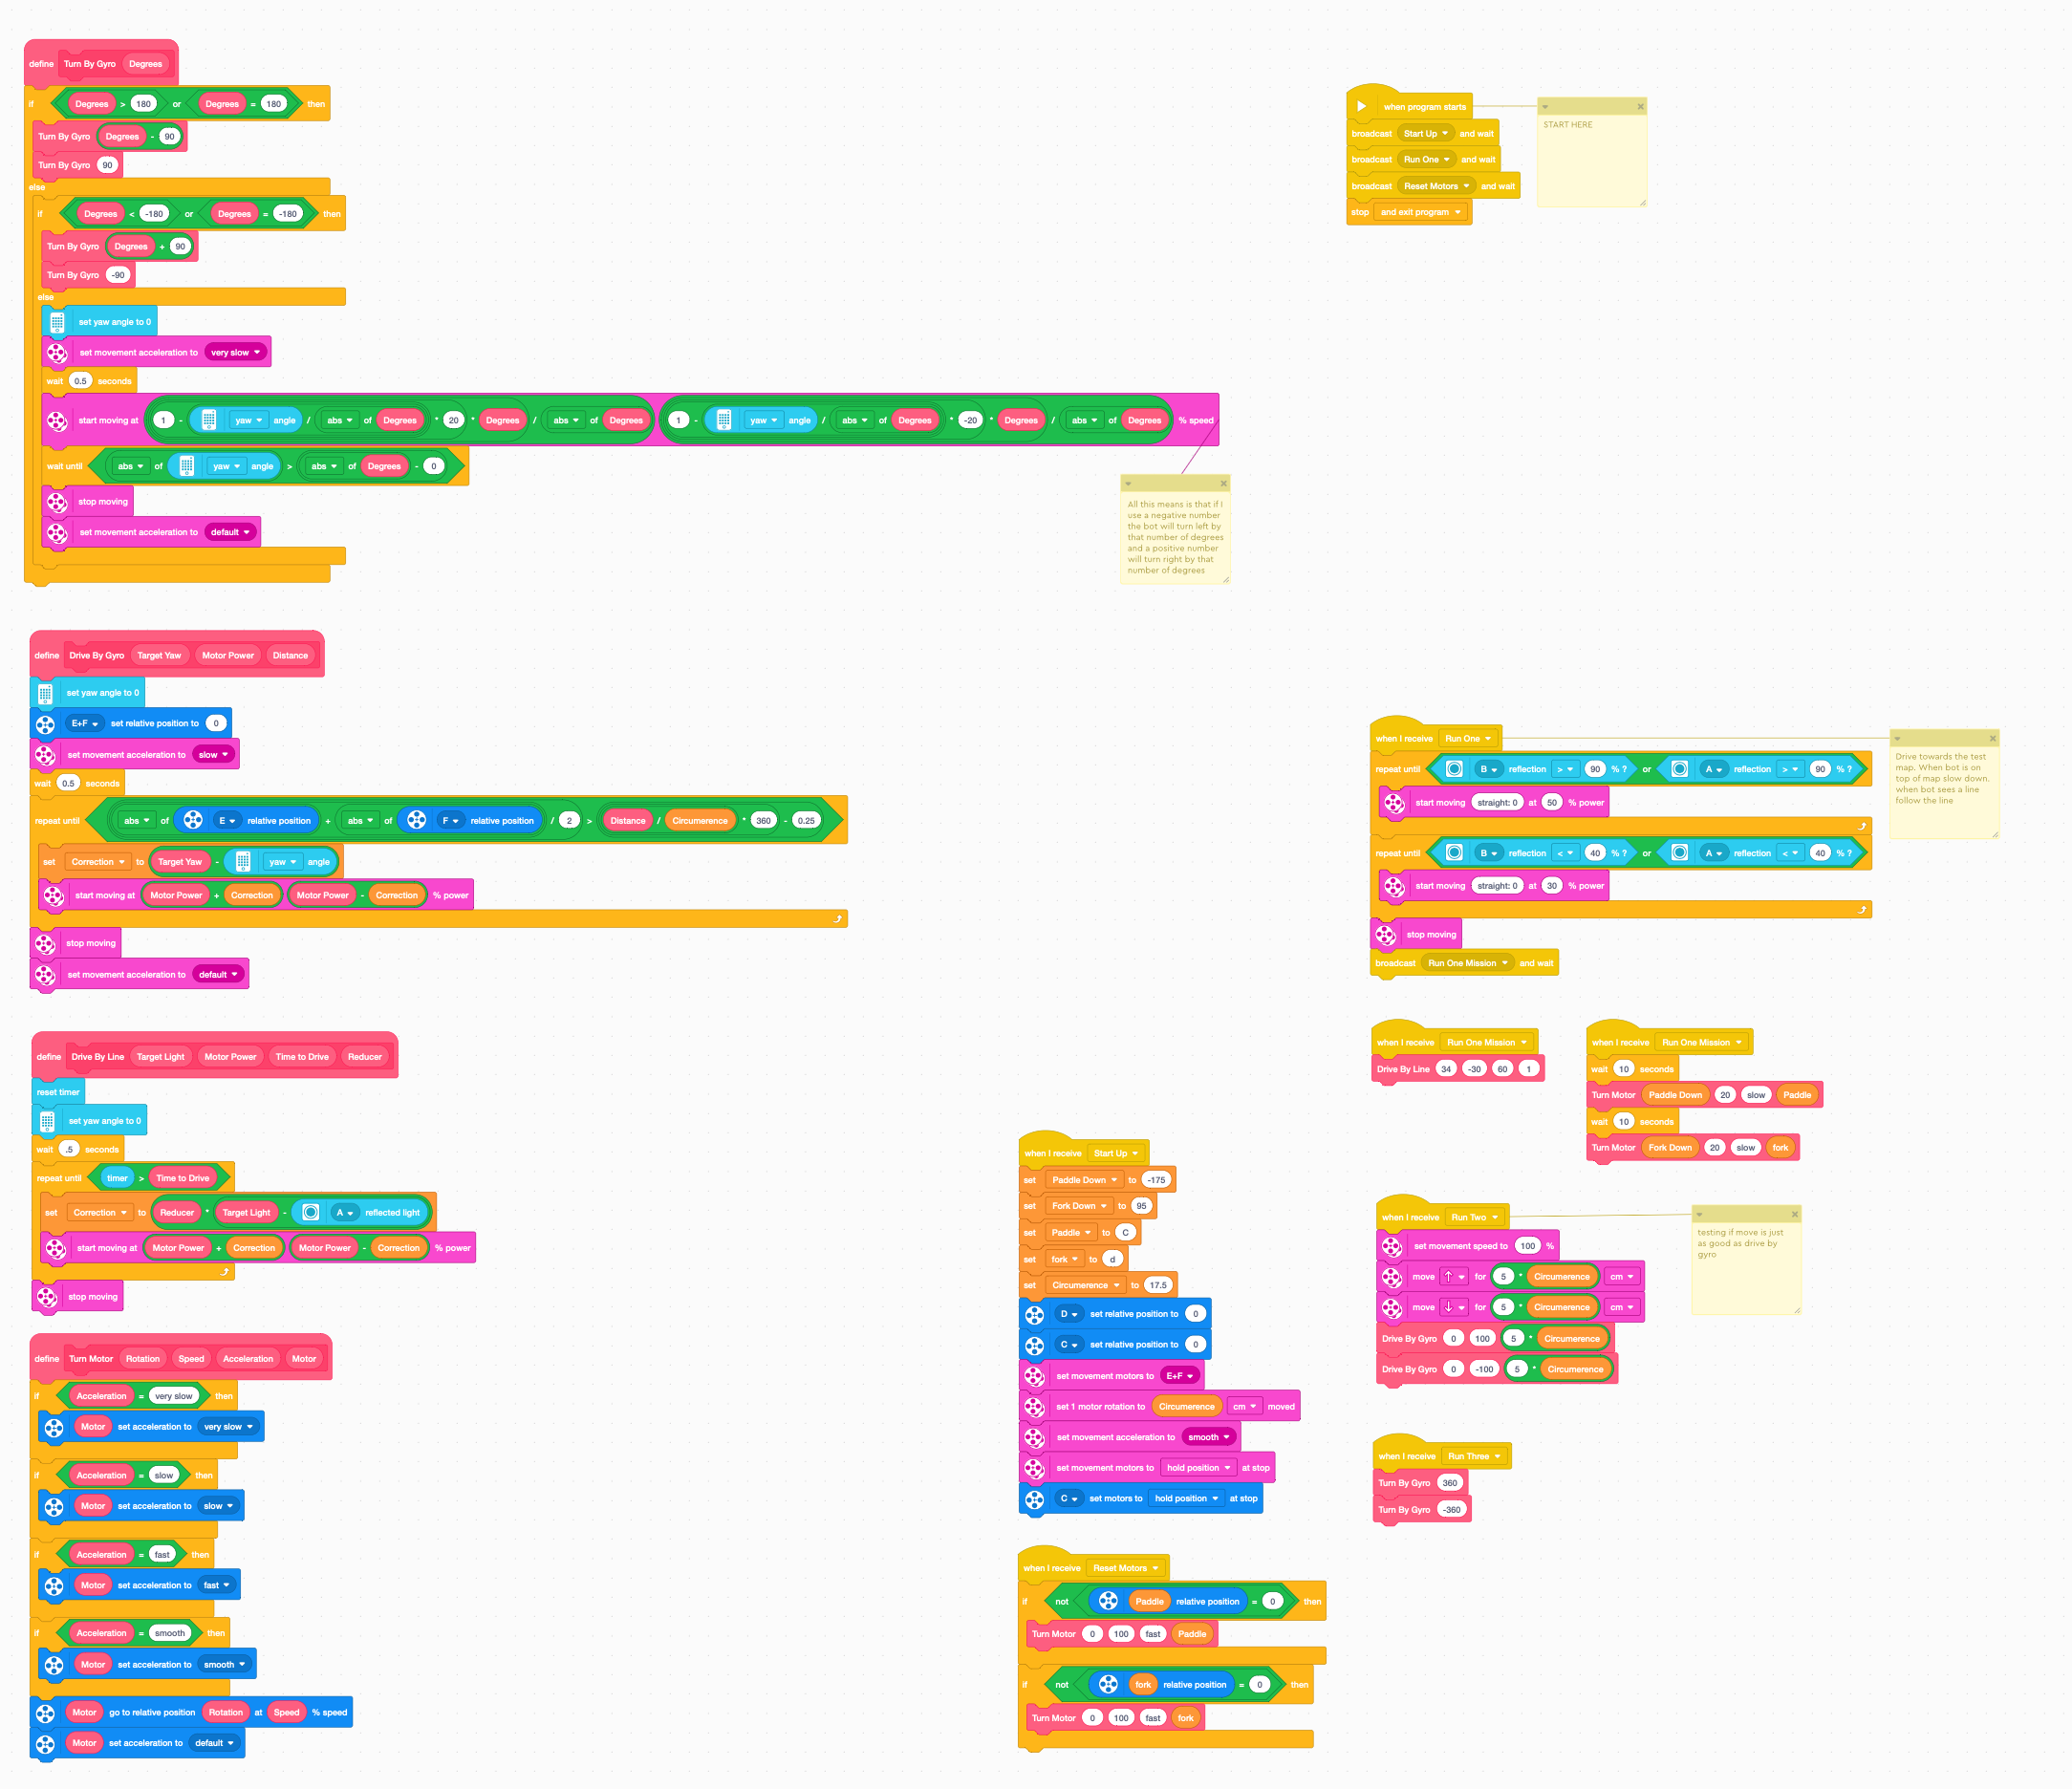 define Turn By Gyro Degrees
if Degrees > 180 or Degrees = 180 then
Turn By Gyro Degrees - 90
Turn By Gyro 90
else
if Degrees < -180 or Degrees = -180 then
Turn By Gyro Degrees + 90
Turn By Gyro -90
else
set yaw angle to 0
set movement acceleration to very slow
wait 0.5 seconds
start moving at 1 - yaw angle / abs of Degrees * 20 * Degrees / abs of Degrees 1 - yaw angle / abs of Degrees * -20 * Degrees / abs of Degrees % speed
wait until abs of yaw angle > abs of Degrees - 0
stop moving
set movement acceleration to default
All this means is that if I
use a negative number
the bot will turn left by
that number of degrees
and a positive number
will turn right by that
number of degrees
when program starts
broadcast Start Up and wait
broadcast Run One and wait
broadcast Reset Motors and wait
stop and exit program
START HERE
define Drive By Gyro Target Yaw Motor Power Distance
set yaw angle to 0
E+F set relative position to 0
set movement acceleration to slow
wait 0.5 seconds
repeat until abs of E relative position + abs of F relative position / 2 > Distance / Circumerence * 360 - 0.25
set Correction to Target Yaw - yaw angle
start moving at Motor Power + Correction Motor Power - Correction % power
stop moving
set movement acceleration to default
when I receive Run One
repeat until B reflection > 90 % ? or A reflection > 90 % ?
start moving straight: 0 at 50 % power
repeat until B reflection < 40 % ? or A reflection < 40 % ?
start moving straight: 0 at 30 % power
stop moving
broadcast Run One Mission and wait
Drive towards the test
map. When bot is on
top of map slow down.
when bot sees a line
follow the line
define Drive By Line Target Light Motor Power Time to Drive Reducer
reset timer
set yaw angle to 0
wait .5 seconds
repeat until timer > Time to Drive
set Correction to Reducer * Target Light - A reflected light
start moving at Motor Power + Correction Motor Power - Correction % power
stop moving
when I receive Run One Mission
Drive By Line 34 -30 60 1
when I receive Run One Mission
wait 10 seconds
Turn Motor Paddle Down 20 slow Paddle
wait 10 seconds
Turn Motor Fork Down 20 slow fork
when I receive Start Up
set Paddle Down to -175
set Fork Down to 95
set Paddle to C
set fork to d
set Circumerence to 17.5
D set relative position to 0
C set relative position to 0
set movement motors to E+F
set 1 motor rotation to Circumerence cm moved
set movement acceleration to smooth
set movement motors to hold position at stop
C set motors to hold position at stop
when I receive Run Two
set movement speed to 100 %
move ↑ for 5 * Circumerence cm
move ↓ for 5 * Circumerence cm
Drive By Gyro 0 100 5 * Circumerence
Drive By Gyro 0 -100 5 * Circumerence
testing if move is just
as good as drive by
gyro
define Turn Motor Rotation Speed Acceleration Motor
if Acceleration = very slow then
Motor set acceleration to very slow
if Acceleration = slow then
Motor set acceleration to slow
if Acceleration = fast then
Motor set acceleration to fast
if Acceleration = smooth then
Motor set acceleration to smooth
Motor go to relative position Rotation at Speed % speed
Motor set acceleration to default
when I receive Run Three
Turn By Gyro 360
Turn By Gyro -360
when I receive Reset Motors
if not Paddle relative position = 0 then
Turn Motor 0 100 fast Paddle
if not fork relative position = 0 then
Turn Motor 0 100 fast fork